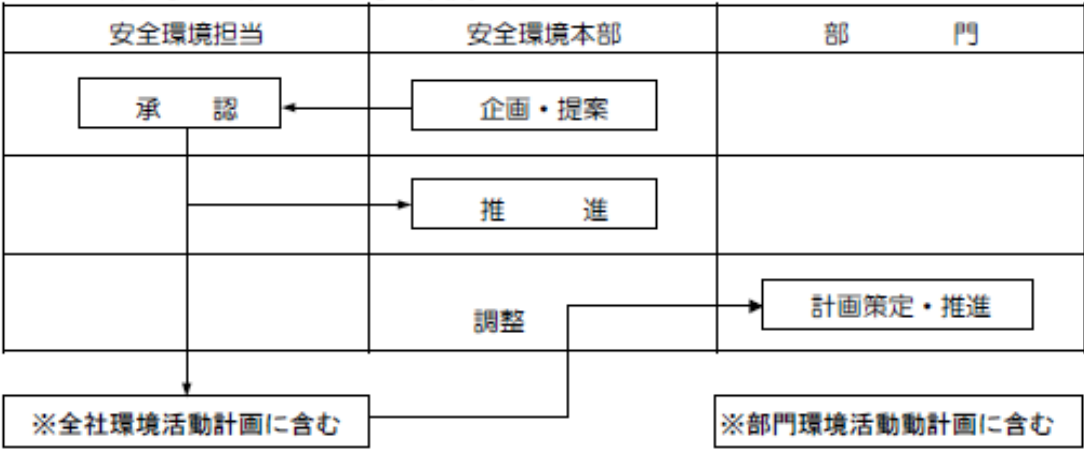 安全環境担当 安全環境本部 部 門
承 認 企画・提案
推 進
計画策定・推進
調整
※全社環境活動計画に含む ※部門環境活動動計画に含む